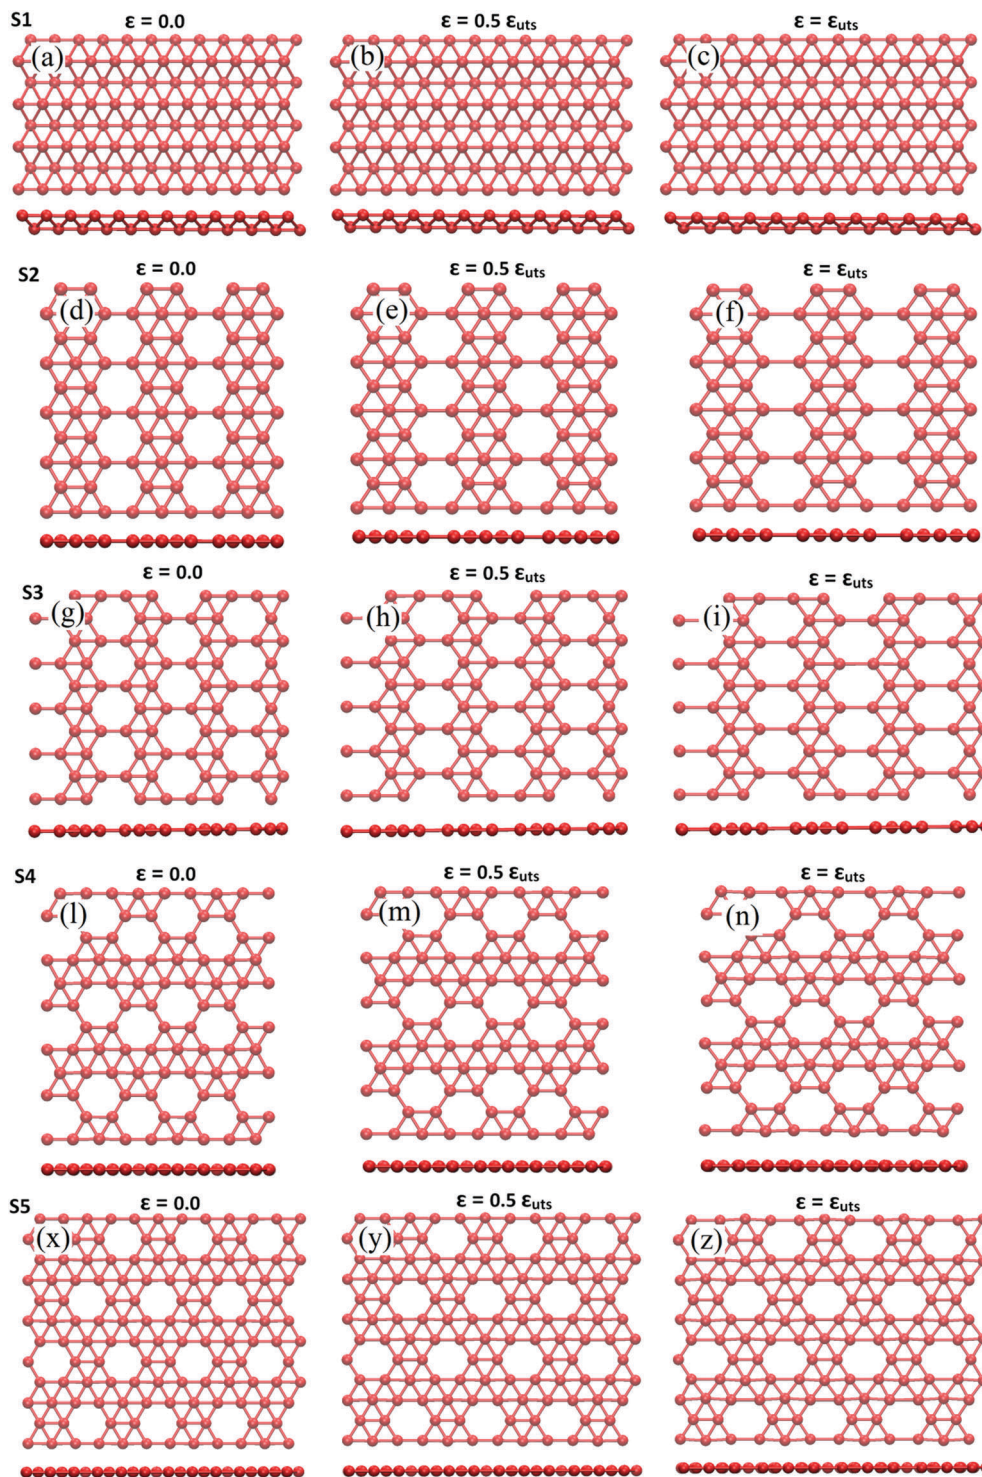 S1 ε = 0.0 ε = 0.5 εuts ε = εuts
(a) (b) (c)
S2 ε = 0.0 ε = 0.5 εuts ε = εuts
(d) (e) (f)
S3 ε = 0.0 ε = 0.5 εuts ε = εuts
(g) (h) (i)
S4 ε = 0.0 ε = 0.5 εuts ε = εuts
(l) (m) (n)
S5 ε = 0.0 ε = 0.5 εuts ε = εuts
(x) (y) (z)